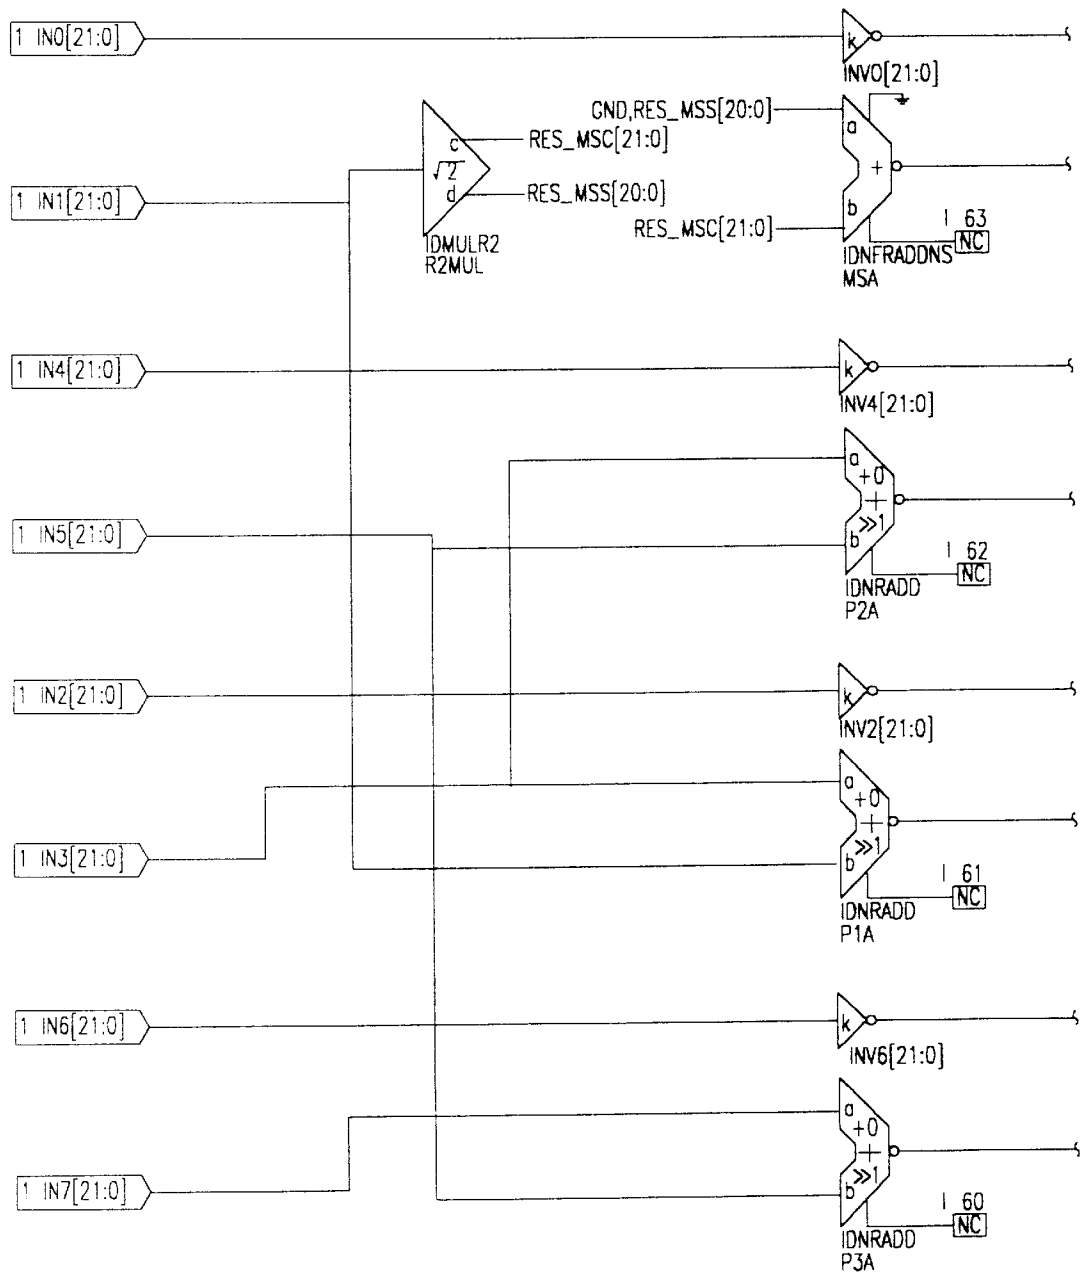 1 IN0[21:0]
k
INV0[21:0]
GND,RES_MSS[20:0]
a
c
RES_MSC[21:0]
√2
+
1 IN1[21:0]
d
RES_MSS[20:0]
b
RES_MSC[21:0]
I 63
NC
IDMULR2
R2MUL
IDNFRADDNS
MSA
1 IN4[21:0]
k
INV4[21:0]
a
+0
+
1 IN5[21:0]
≫1
b
I 62
NC
IDNRADD
P2A
1 IN2[21:0]
k
INV2[21:0]
a
+0
+
≫1
1 IN3[21:0]
b
I 61
NC
IDNRADD
P1A
1 IN6[21:0]
k
INV6[21:0]
a
+0
+
≫1
1 IN7[21:0]
b
I 60
NC
IDNRADD
P3A